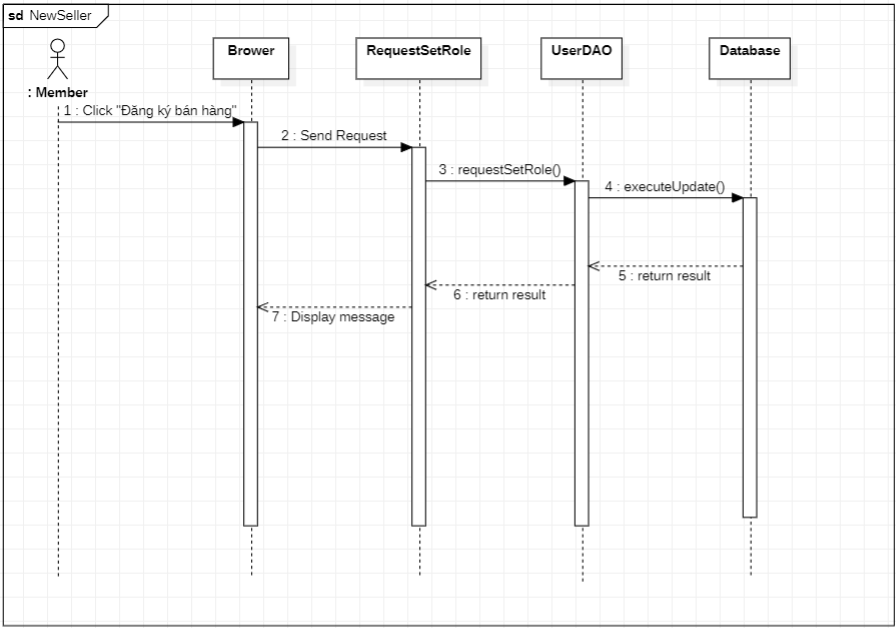 sd NewSeller
Brower
RequestSetRole
UserDAO
Database
: Member
1 : Click "Đăng ký bán hàng"
2 : Send Request
3 : requestSetRole()
4 : executeUpdate()
5 : return result
6 : return result
7 : Display message